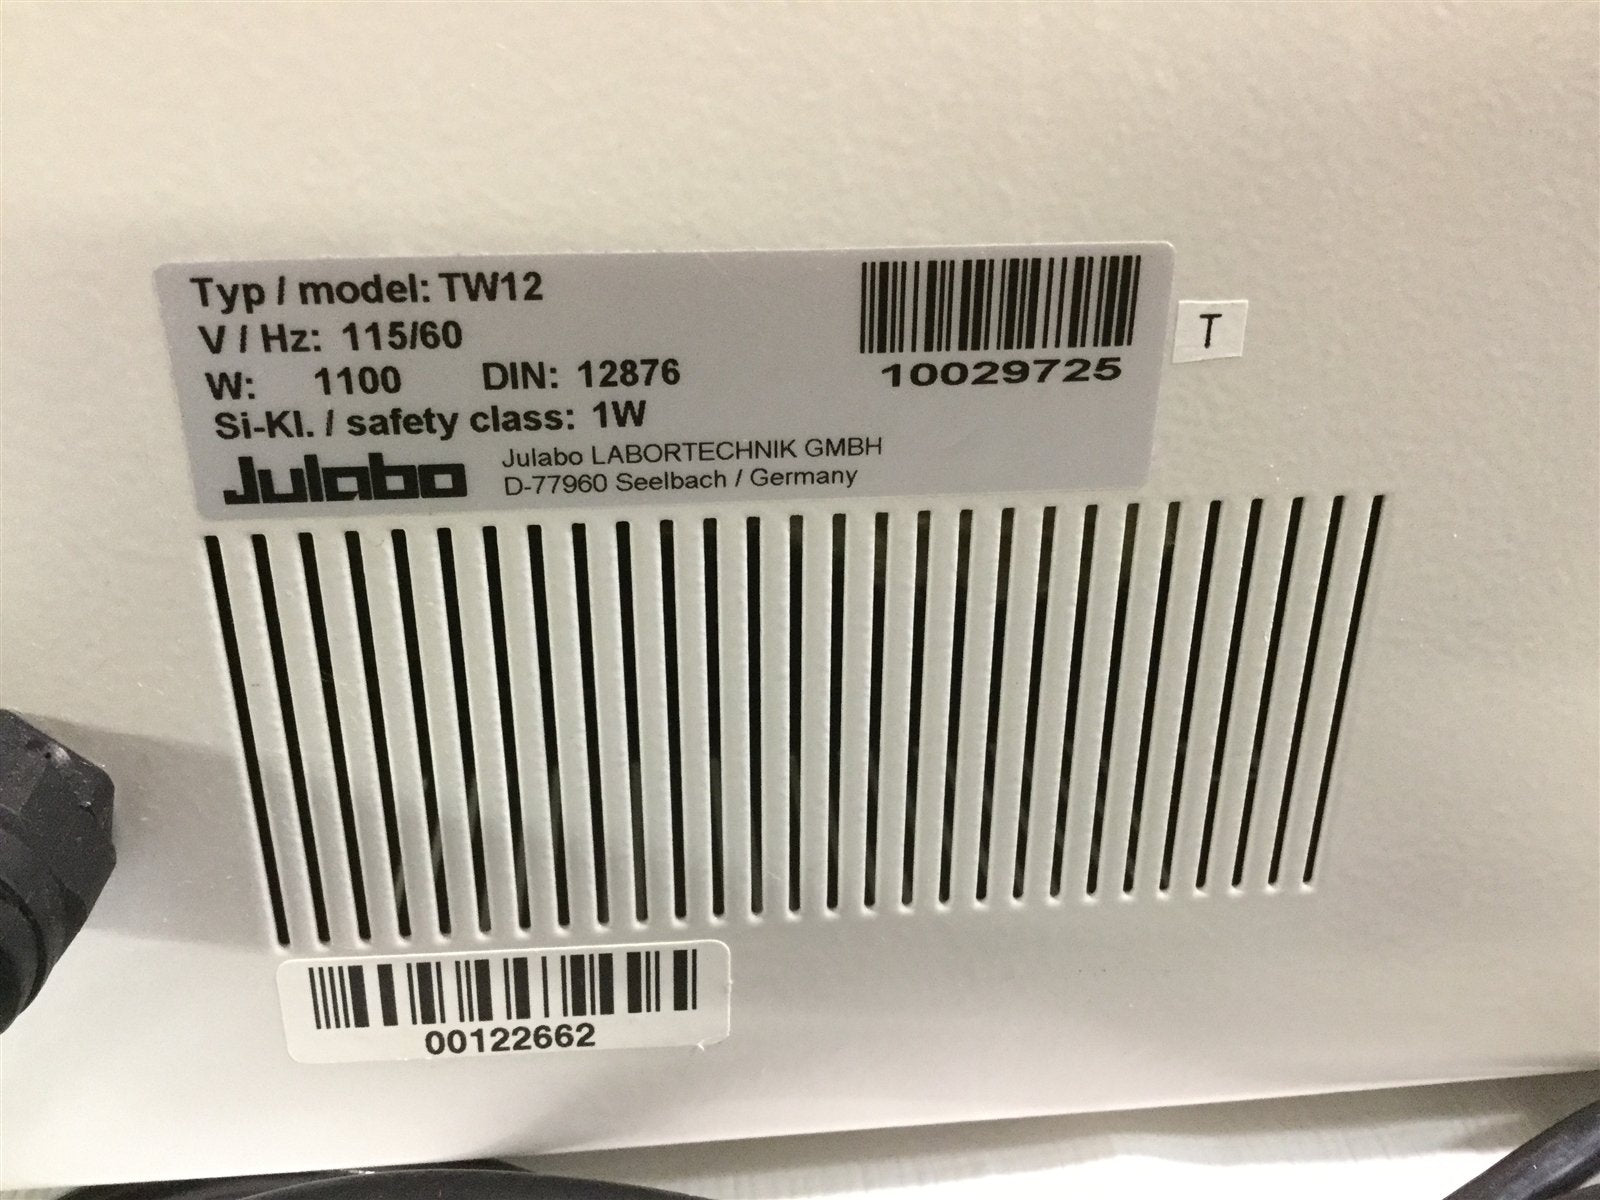 Typ / model: TW12
V / Hz: 115/60
W: 1100 DIN: 12876
Si-Kl. / safety class: 1W
Julabo
Julabo LABORTECHNIK GMBH
D-77960 Seelbach / Germany
10029725
T
00122662